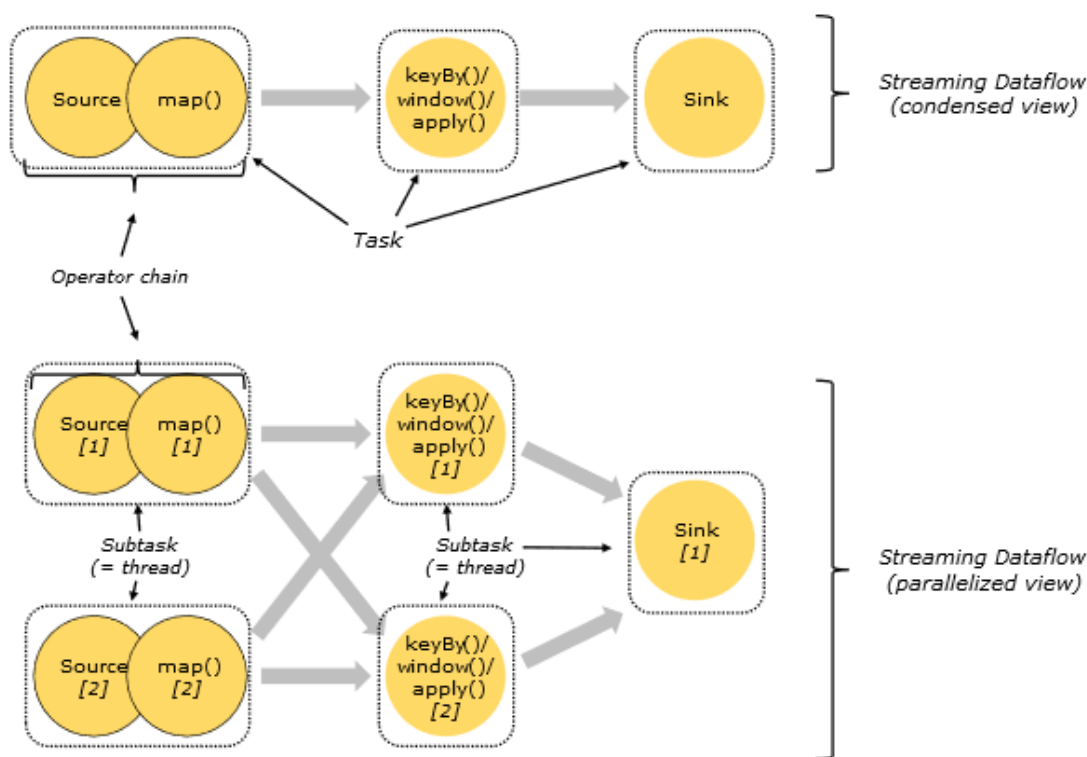 Source
map()
keyBy()/
window()/
apply()
Sink
Streaming Dataflow
(condensed view)
Task
Operator chain
Source
[1]
map()
[1]
keyBy()/
window()/
apply()
[1]
Subtask
(= thread)
Subtask
(= thread)
Sink
[1]
Streaming Dataflow
(parallelized view)
Source
[2]
map()
[2]
keyBy()/
window()/
apply()
[2]